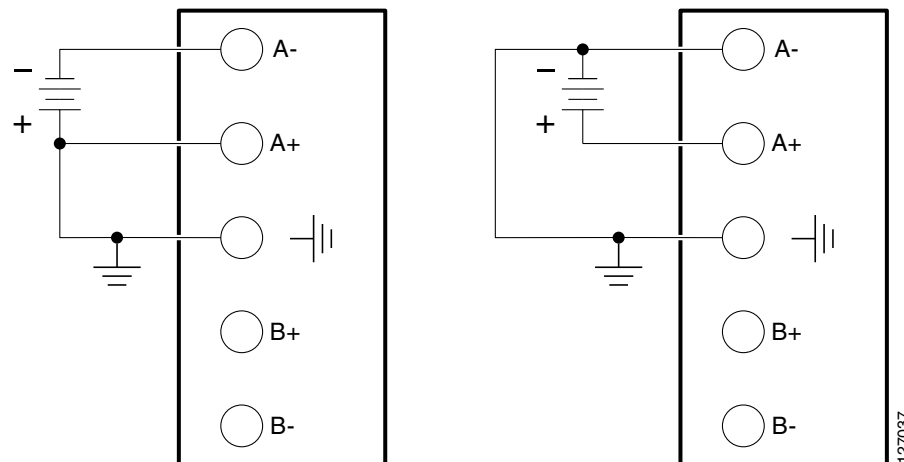 A-
-
+
A+
B+
B-
A-
-
+
A+
B+
B-
127037